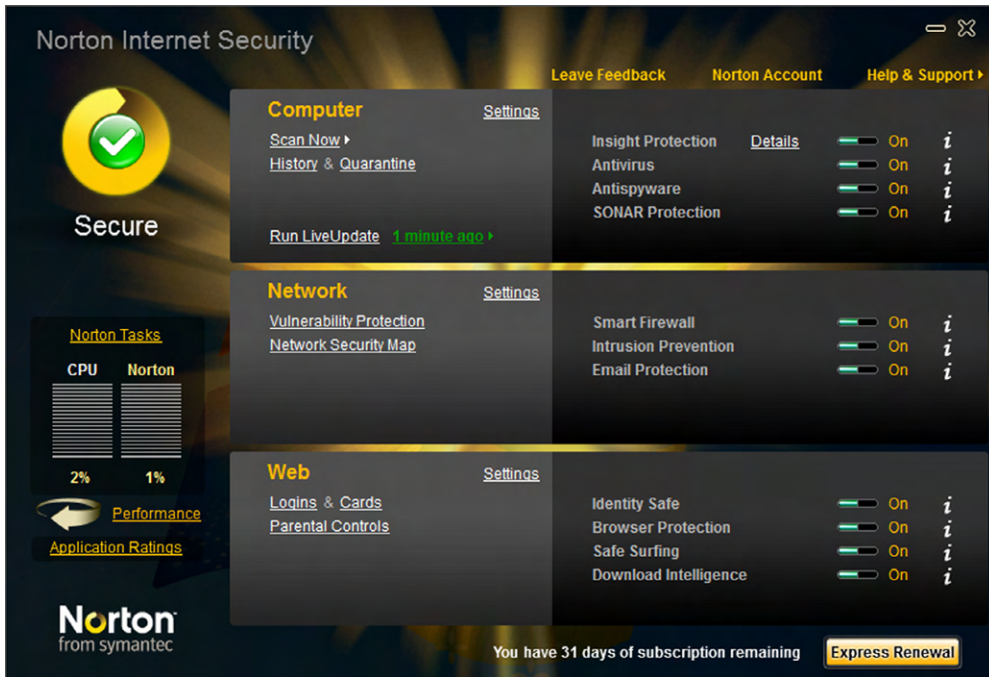 Norton Internet Security
Leave Feedback Norton Account Help & Support
Secure
Computer Settings
Scan Now
History & Quarantine
Run LiveUpdate 1 minute ago
Insight Protection Details On i
Antivirus On i
Antispyware On i
SONAR Protection On i
Network Settings
Vulnerability Protection
Network Security Map
Smart Firewall On i
Intrusion Prevention On i
Email Protection On i
Norton Tasks
CPU Norton
2% 1%
Performance
Application Ratings
Web Settings
Logins & Cards
Parental Controls
Identity Safe On i
Browser Protection On i
Safe Surfing On i
Download Intelligence On i
Norton
from symantec
You have 31 days of subscription remaining Express Renewal